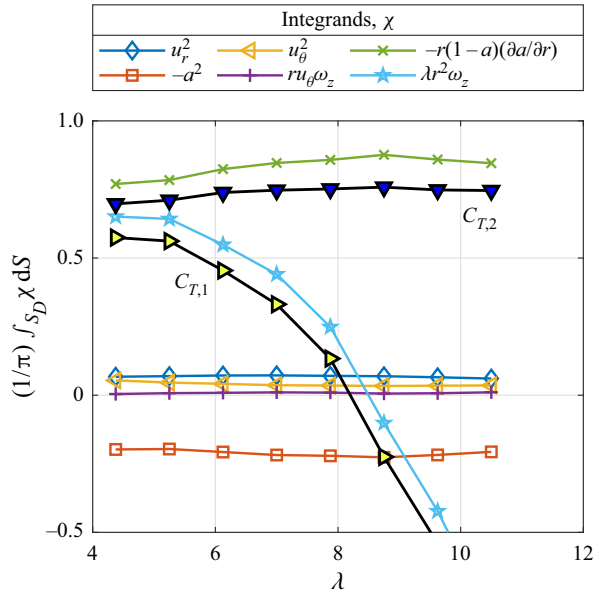 Integrands, χ
u_r^2 u_θ^2 −r(1−a)(∂a/∂r)
−a^2 ru_θω_z λr^2ω_z
1.0
C_{T,2}
0.5
C_{T,1}
(1/π) ∫_{S_D} χ dS
0
−0.5
4 6 8 10 12
λ